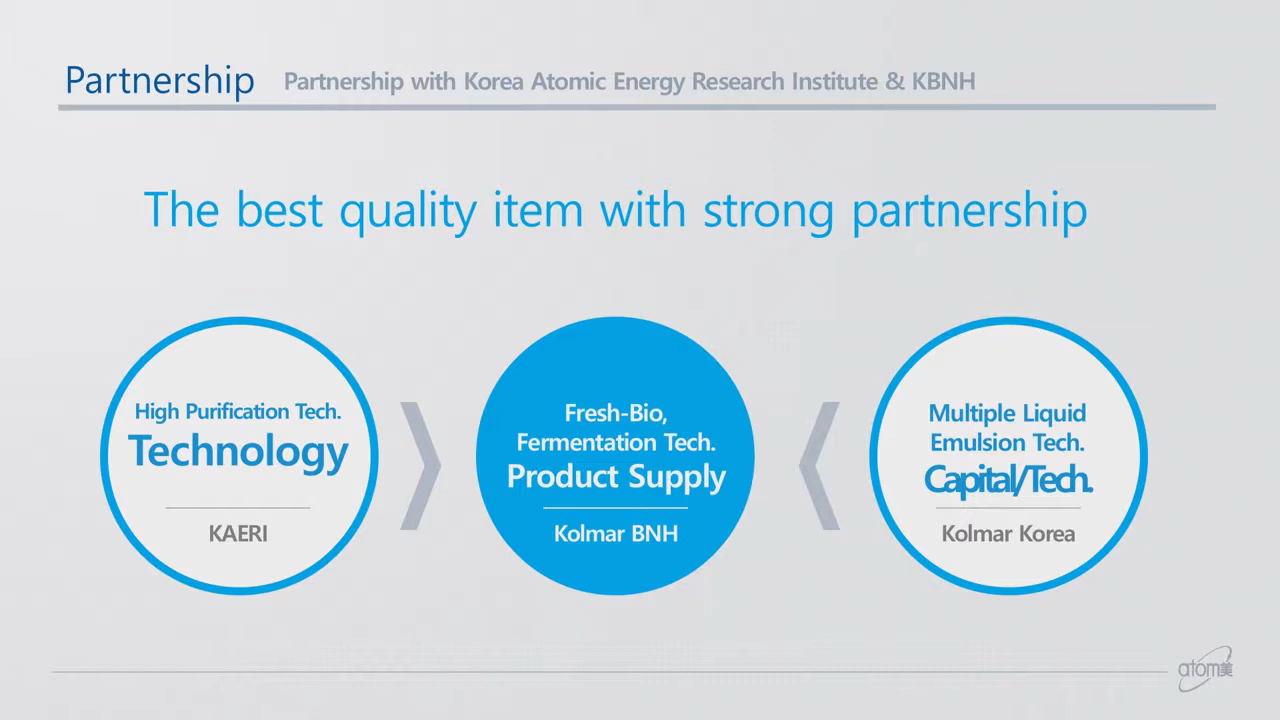 Partnership Partnership with Korea Atomic Energy Research Institute & KBNH
The best quality item with strong partnership
High Purification Tech.
Technology
KAERI
Fresh-Bio,
Fermentation Tech.
Product Supply
Kolmar BNH
Multiple Liquid
Emulsion Tech.
Capital/Tech.
Kolmar Korea
atom美